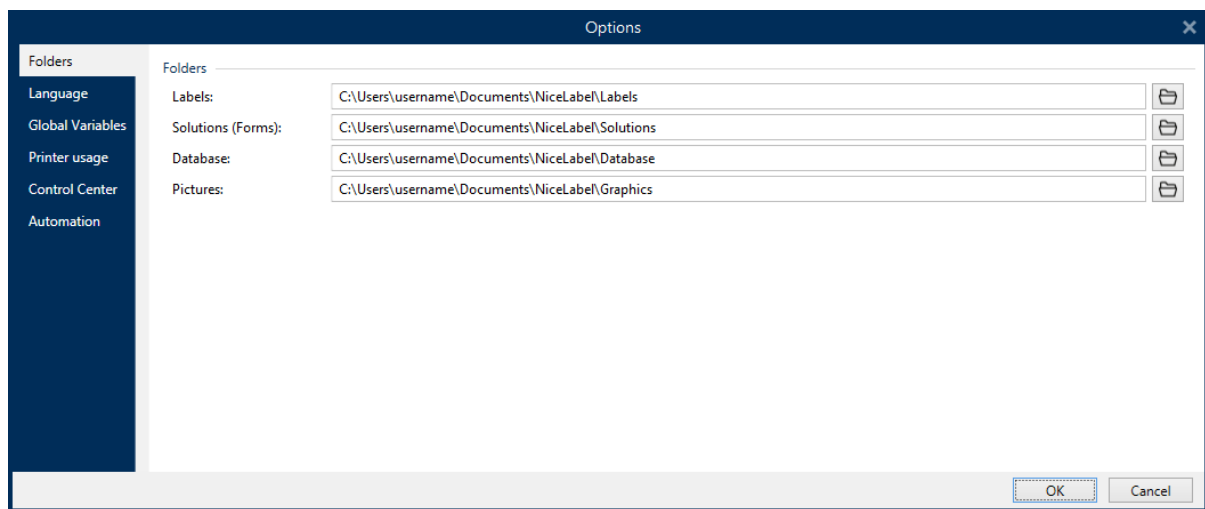 Options
Folders
Language
Global Variables
Printer usage
Control Center
Automation
Folders
Labels: C:\Users\username\Documents\NiceLabel\Labels
Solutions (Forms): C:\Users\username\Documents\NiceLabel\Solutions
Database: C:\Users\username\Documents\NiceLabel\Database
Pictures: C:\Users\username\Documents\NiceLabel\Graphics
OK Cancel